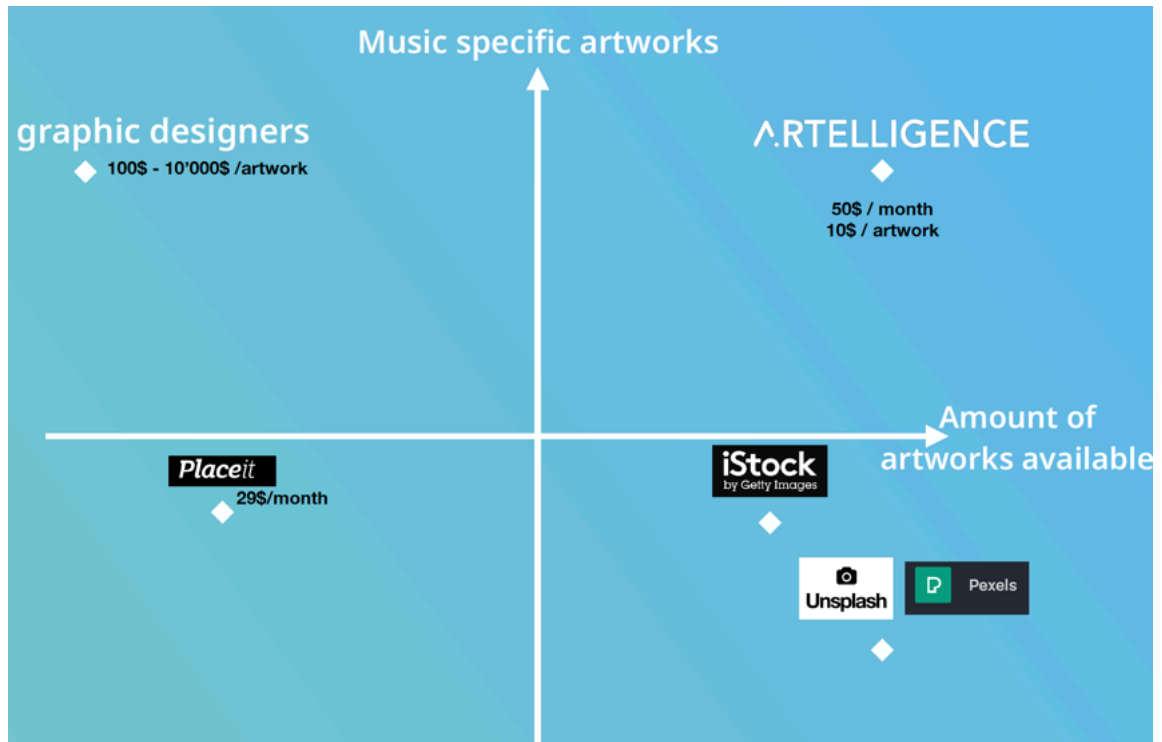 Music specific artworks
graphic designers
100$ - 10'000$ /artwork
ARTELLIGENCE
50$ / month
10$ / artwork
Amount of
artworks available
Placeit
29$/month
iStock
by Getty Images
Unsplash
Pexels